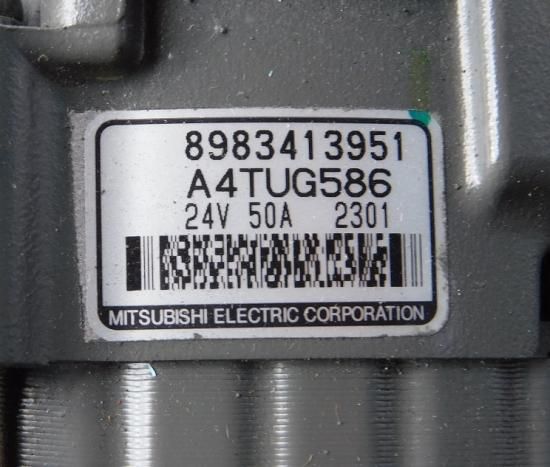 8983413951
A4TUG586
24V 50A 2301
MITSUBISHI ELECTRIC CORPORATION